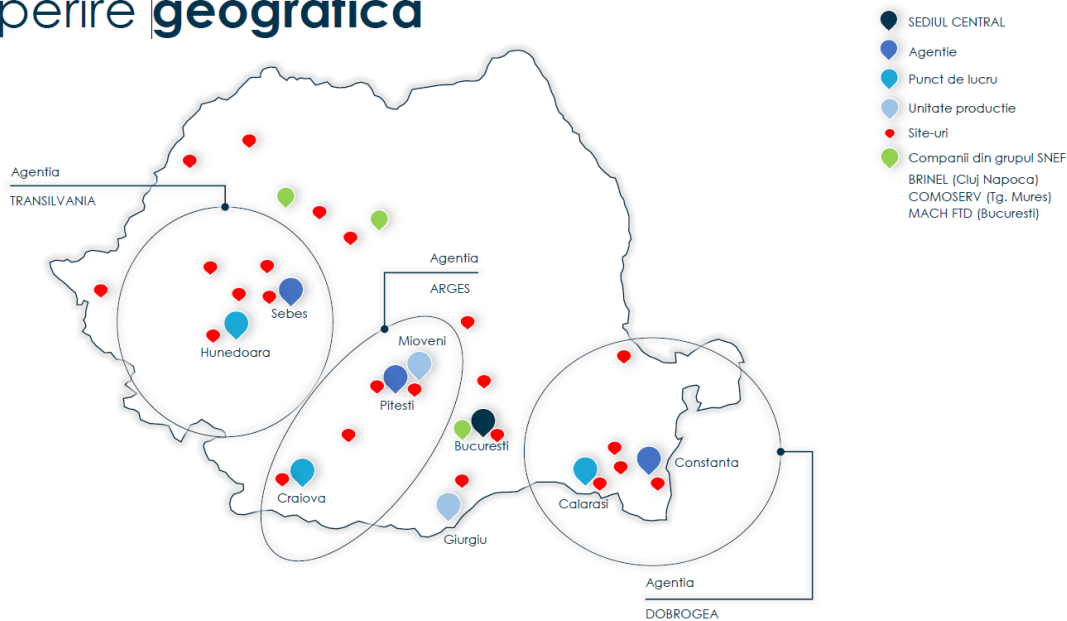 perire geografica
SEDIUL CENTRAL
Agentie
Punct de lucru
Unitate productie
Site-uri
Companii din grupul SNEF
BRINEL (Cluj Napoca)
COMOSERV (Tg. Mures)
MACH FTD (Bucuresti)
Agentia
TRANSILVANIA
Agentia
ARGES
Sebes
Hunedoara
Mioveni
Pitesti
Bucuresti
Craiova
Giurgiu
Constanta
Calarasi
Agentia
DOBROGEA